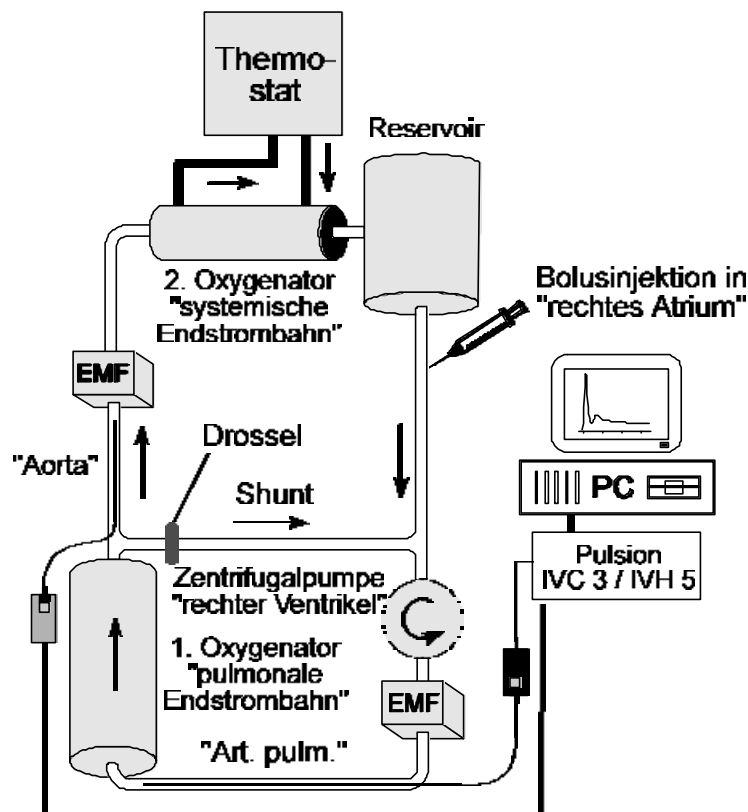 Thermo-
stat
Reservoir
2. Oxygenator
"systemische
Endstrombahn"
Bolusinjektion in
"rechtes Atrium"
EMF
Drossel
"Aorta"
Shunt
PC
Zentrifugalpumpe
"rechter Ventrikel"
Pulsion
IVC 3 / IVH 5
1. Oxygenator
"pulmonale
Endstrombahn"
EMF
"Art. pulm."